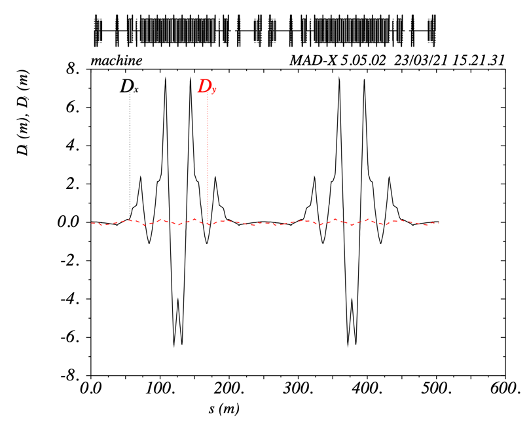 machine MAD-X 5.05.02 23/03/21 15.21.31
8.
Dx Dy
6.
4.
2.
0.0
-2.
-4.
-6.
-8.
D (m), D (m)
0.0 100. 200. 300. 400. 500. 600.
s (m)